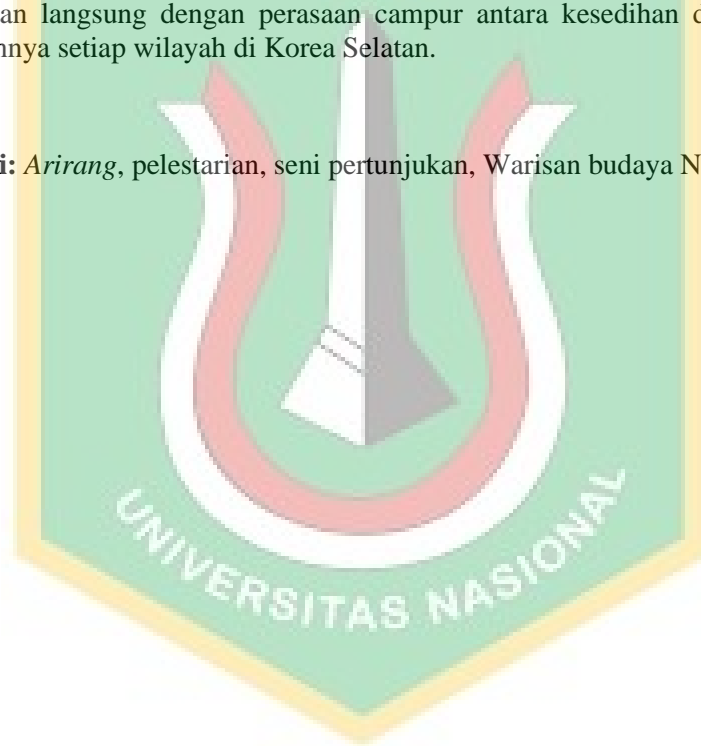 an langsung dengan perasaan campur antara kesedihan
nnya setiap wilayah di Korea Selatan.
i: Arirang, pelestarian, seni pertunjukan, Warisan budaya N
UNIVERSITAS NASIONAL